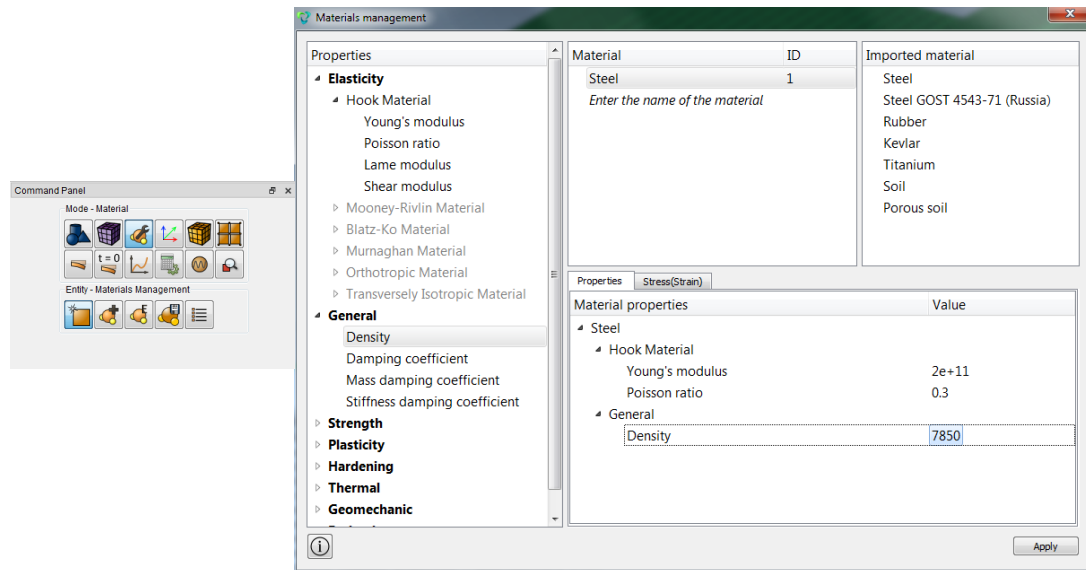 Command Panel
Mode - Material
t = 0
Entity - Materials Management
E
Materials management
x
Properties
Elasticity
Hook Material
Young's modulus
Poisson ratio
Lame modulus
Shear modulus
Mooney-Rivlin Material
Blatz-Ko Material
Murnaghan Material
Orthotropic Material
Transversely Isotropic Material
General
Density
Damping coefficient
Mass damping coefficient
Stiffness damping coefficient
Strength
Plasticity
Hardening
Thermal
Geomechanic
Material ID
Steel 1
Enter the name of the material
Imported material
Steel
Steel GOST 4543-71 (Russia)
Rubber
Kevlar
Titanium
Soil
Porous soil
Properties Stress(Strain)
Material properties Value
Steel
Hook Material
Young's modulus 2e+11
Poisson ratio 0.3
General
Density 7850
i
Apply